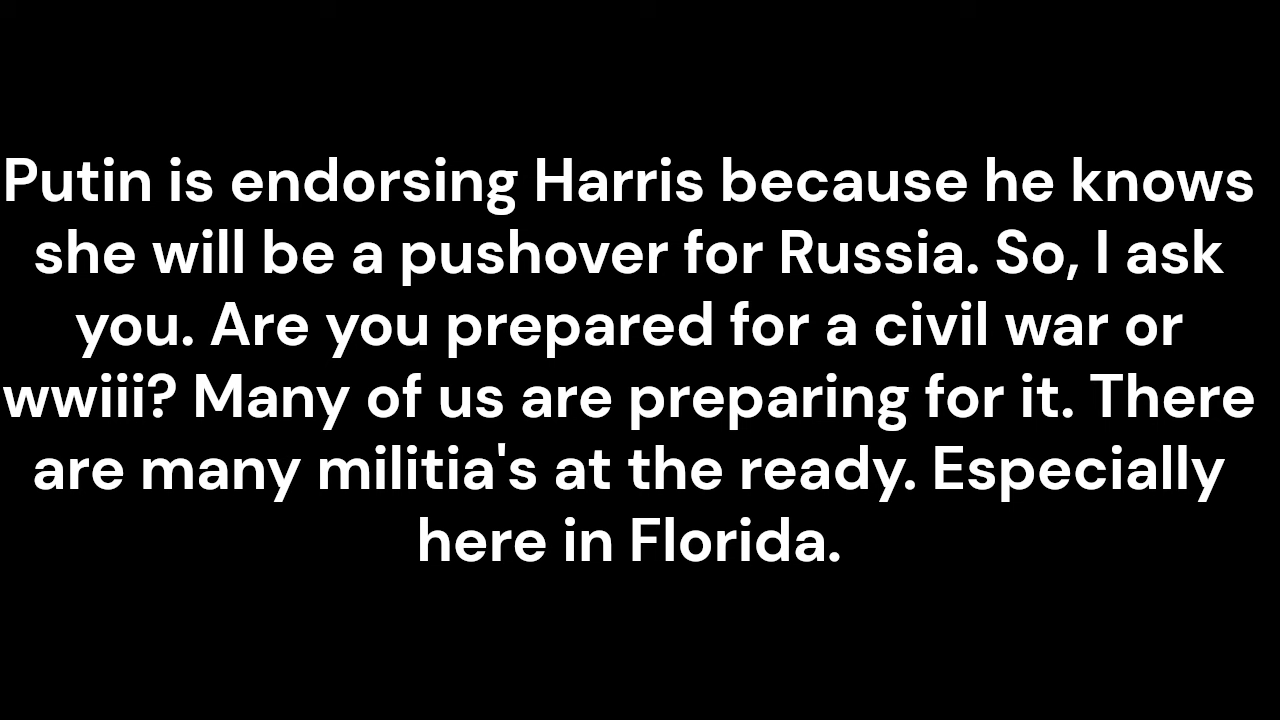 Putin is endorsing Harris because he knows
she will be a pushover for Russia. So, I ask
you. Are you prepared for a civil war or
wwiii? Many of us are preparing for it. There
are many militia's at the ready. Especially
here in Florida.